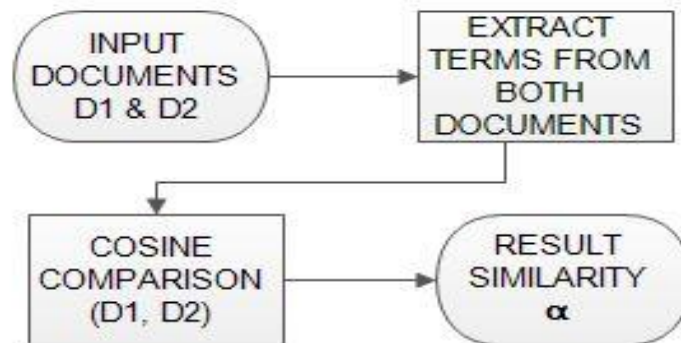 INPUT
DOCUMENTS
D1 & D2
EXTRACT
TERMS FROM
BOTH
DOCUMENTS
COSINE
COMPARISON
(D1, D2)
RESULT
SIMILARITY
α